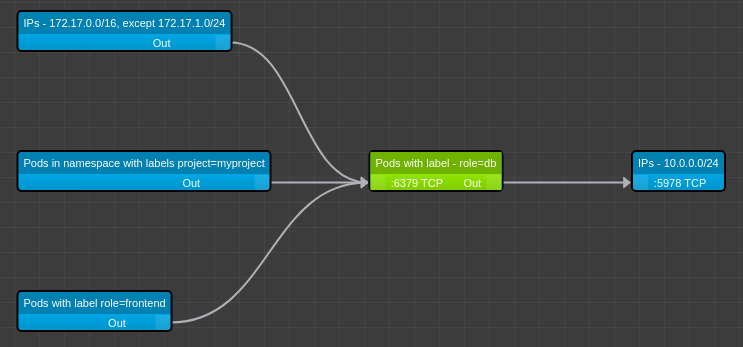 IPs - 172.17.0.0/16, except 172.17.1.0/24
Out
Pods in namespace with labels project=myproject
Out
Pods with label - role=db
:6379 TCP Out
IPs - 10.0.0.0/24
:5978 TCP
Pods with label role=frontend
Out